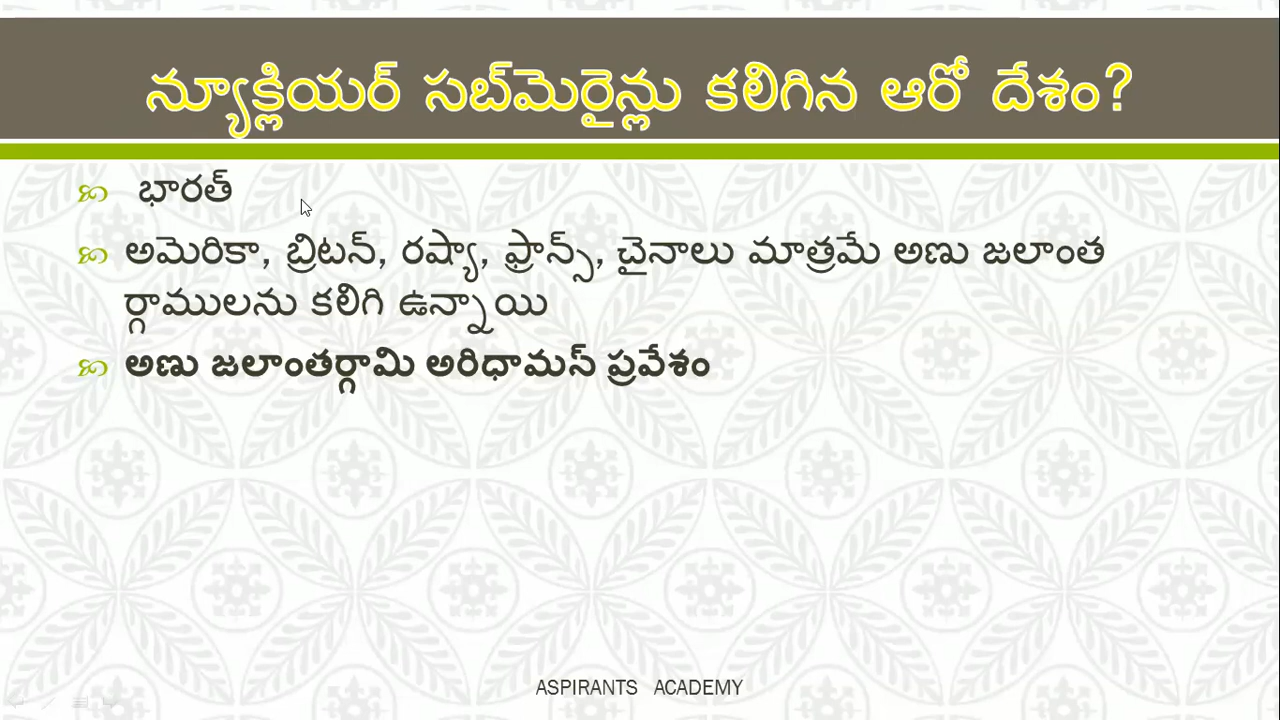 న్యూక్లియర్ సబ్‌మెరైన్లు కలిగిన ఆరో దేశం?
భారత్
అమెరికా, బ్రిటన్, రష్యా, ఫ్రాన్స్, చైనాలు మాత్రమే అణు జలాంత
ర్గాములను కలిగి ఉన్నాయి
అణు జలాంతర్గామి అరిధామన్ ప్రవేశం
ASPIRANTS ACADEMY